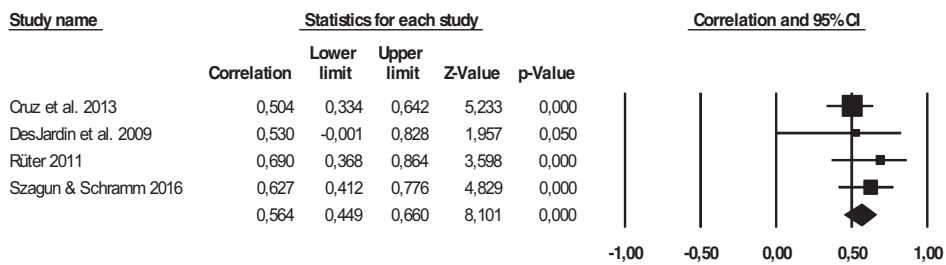 Study name Statistics for each study Correlation and 95%CI
Lower Upper
Correlation limit limit Z-Value p-Value
Cruz et al. 2013 0,504 0,334 0,642 5,233 0,000
DesJardin et al. 2009 0,530 -0,001 0,828 1,957 0,050
Rüter 2011 0,690 0,368 0,864 3,598 0,000
Szagun & Schramm 2016 0,627 0,412 0,776 4,829 0,000
0,564 0,449 0,660 8,101 0,000
-1,00 -0,50 0,00 0,50 1,00